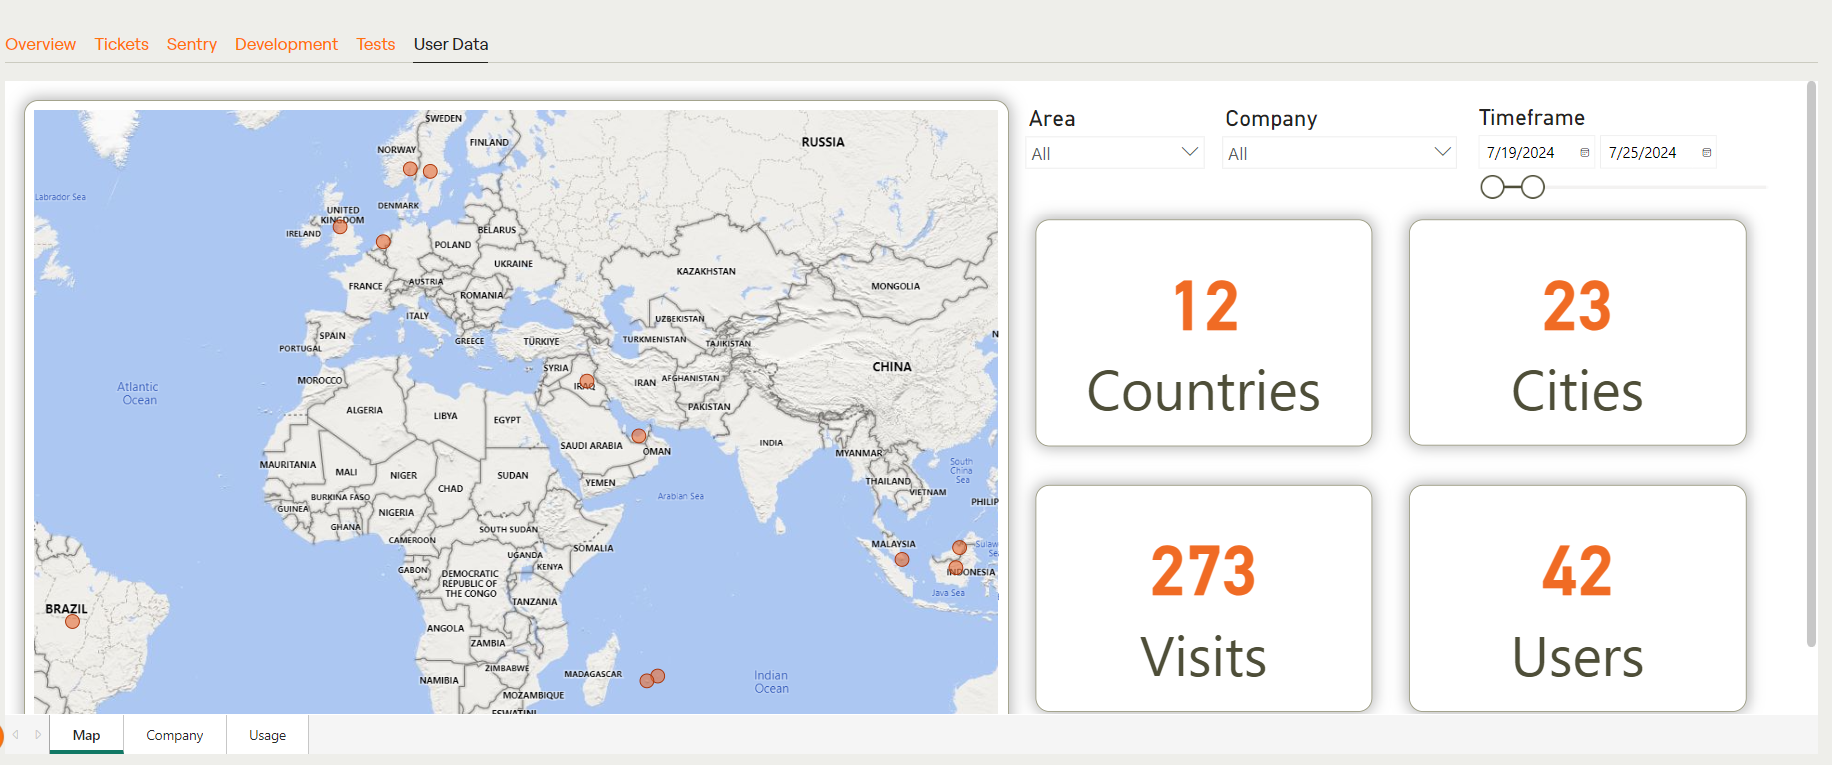 Overview Tickets Sentry Development Tests User Data
Area
All
Company
All
Timeframe
7/19/2024 7/25/2024
12
Countries
23
Cities
273
Visits
42
Users
SWEDEN
FINLAND
NORWAY
RUSSIA
Labrador Sea
DENMARK
UNITED
KINGDOM
IRELAND
BELARUS
POLAND
UKRAINE
KAZAKHSTAN
FRANCE
AUSTRIA
ROMANIA
MONGOLIA
ITALY
UZBEKISTAN
SPAIN
GREECE
TÜRKIYE
TURKMENISTAN
TAJIKISTAN
PORTUGAL
N
SYRIA
CHINA
MOROCCO
IRAQ
IRAN
AFGHANISTAN
Atlantic
Ocean
ALGERIA
LIBYA
EGYPT
PAKISTAN
SAUDI ARABIA
OMAN
INDIA
MYANMAR
MAURITANIA
MALI
NIGER
CHAD
SUDAN
YEMEN
South
China
Sea
THAILAND
VIETNAM
Arabian Sea
PHILIP
BURKINA FASO
GUINEA
NIGERIA
GHANA
SOUTH SUDAN
CAMEROON
SOMALIA
MALAYSIA
Sulaw
Se
UGANDA
KENYA
GABON
DEMOCRATIC
REPUBLIC OF
THE CONGO
INDONESIA
Java Sea
TANZANIA
BRAZIL
ANGOLA
ZAMBIA
ZIMBABWE
MADAGASCAR
Indian
Ocean
NAMIBIA
MOZAMBIQUE
ESWATINI
Map Company Usage